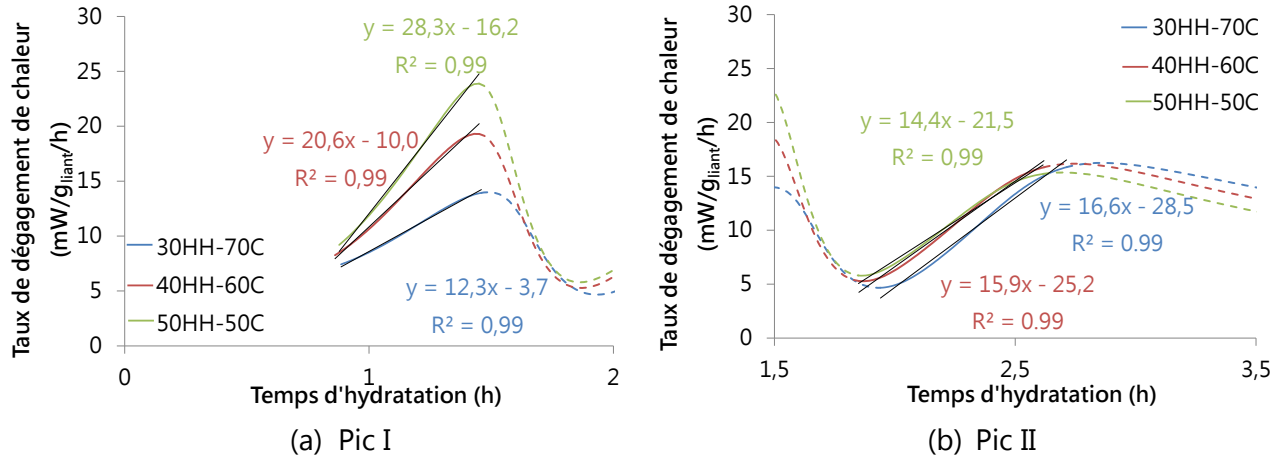 Taux de dégagement de chaleur
(mW/gliant/h)
30
25
20
15
10
5
0
y = 28,3x - 16,2
R² = 0,99
y = 20,6x - 10,0
R² = 0,99
30HH-70C
40HH-60C
50HH-50C
y = 12,3x - 3,7
R² = 0,99
0
1
2
Temps d'hydratation (h)
(a) Pic I
Taux de dégagement de chaleur
(mW/gliant/h)
30
25
20
15
10
5
0
30HH-70C
40HH-60C
50HH-50C
y = 14,4x - 21,5
R² = 0.99
y = 16,6x - 28,5
R² = 0.99
y = 15,9x - 25,2
R² = 0.99
1,5
2,5
3,5
Temps d'hydratation (h)
(b) Pic II